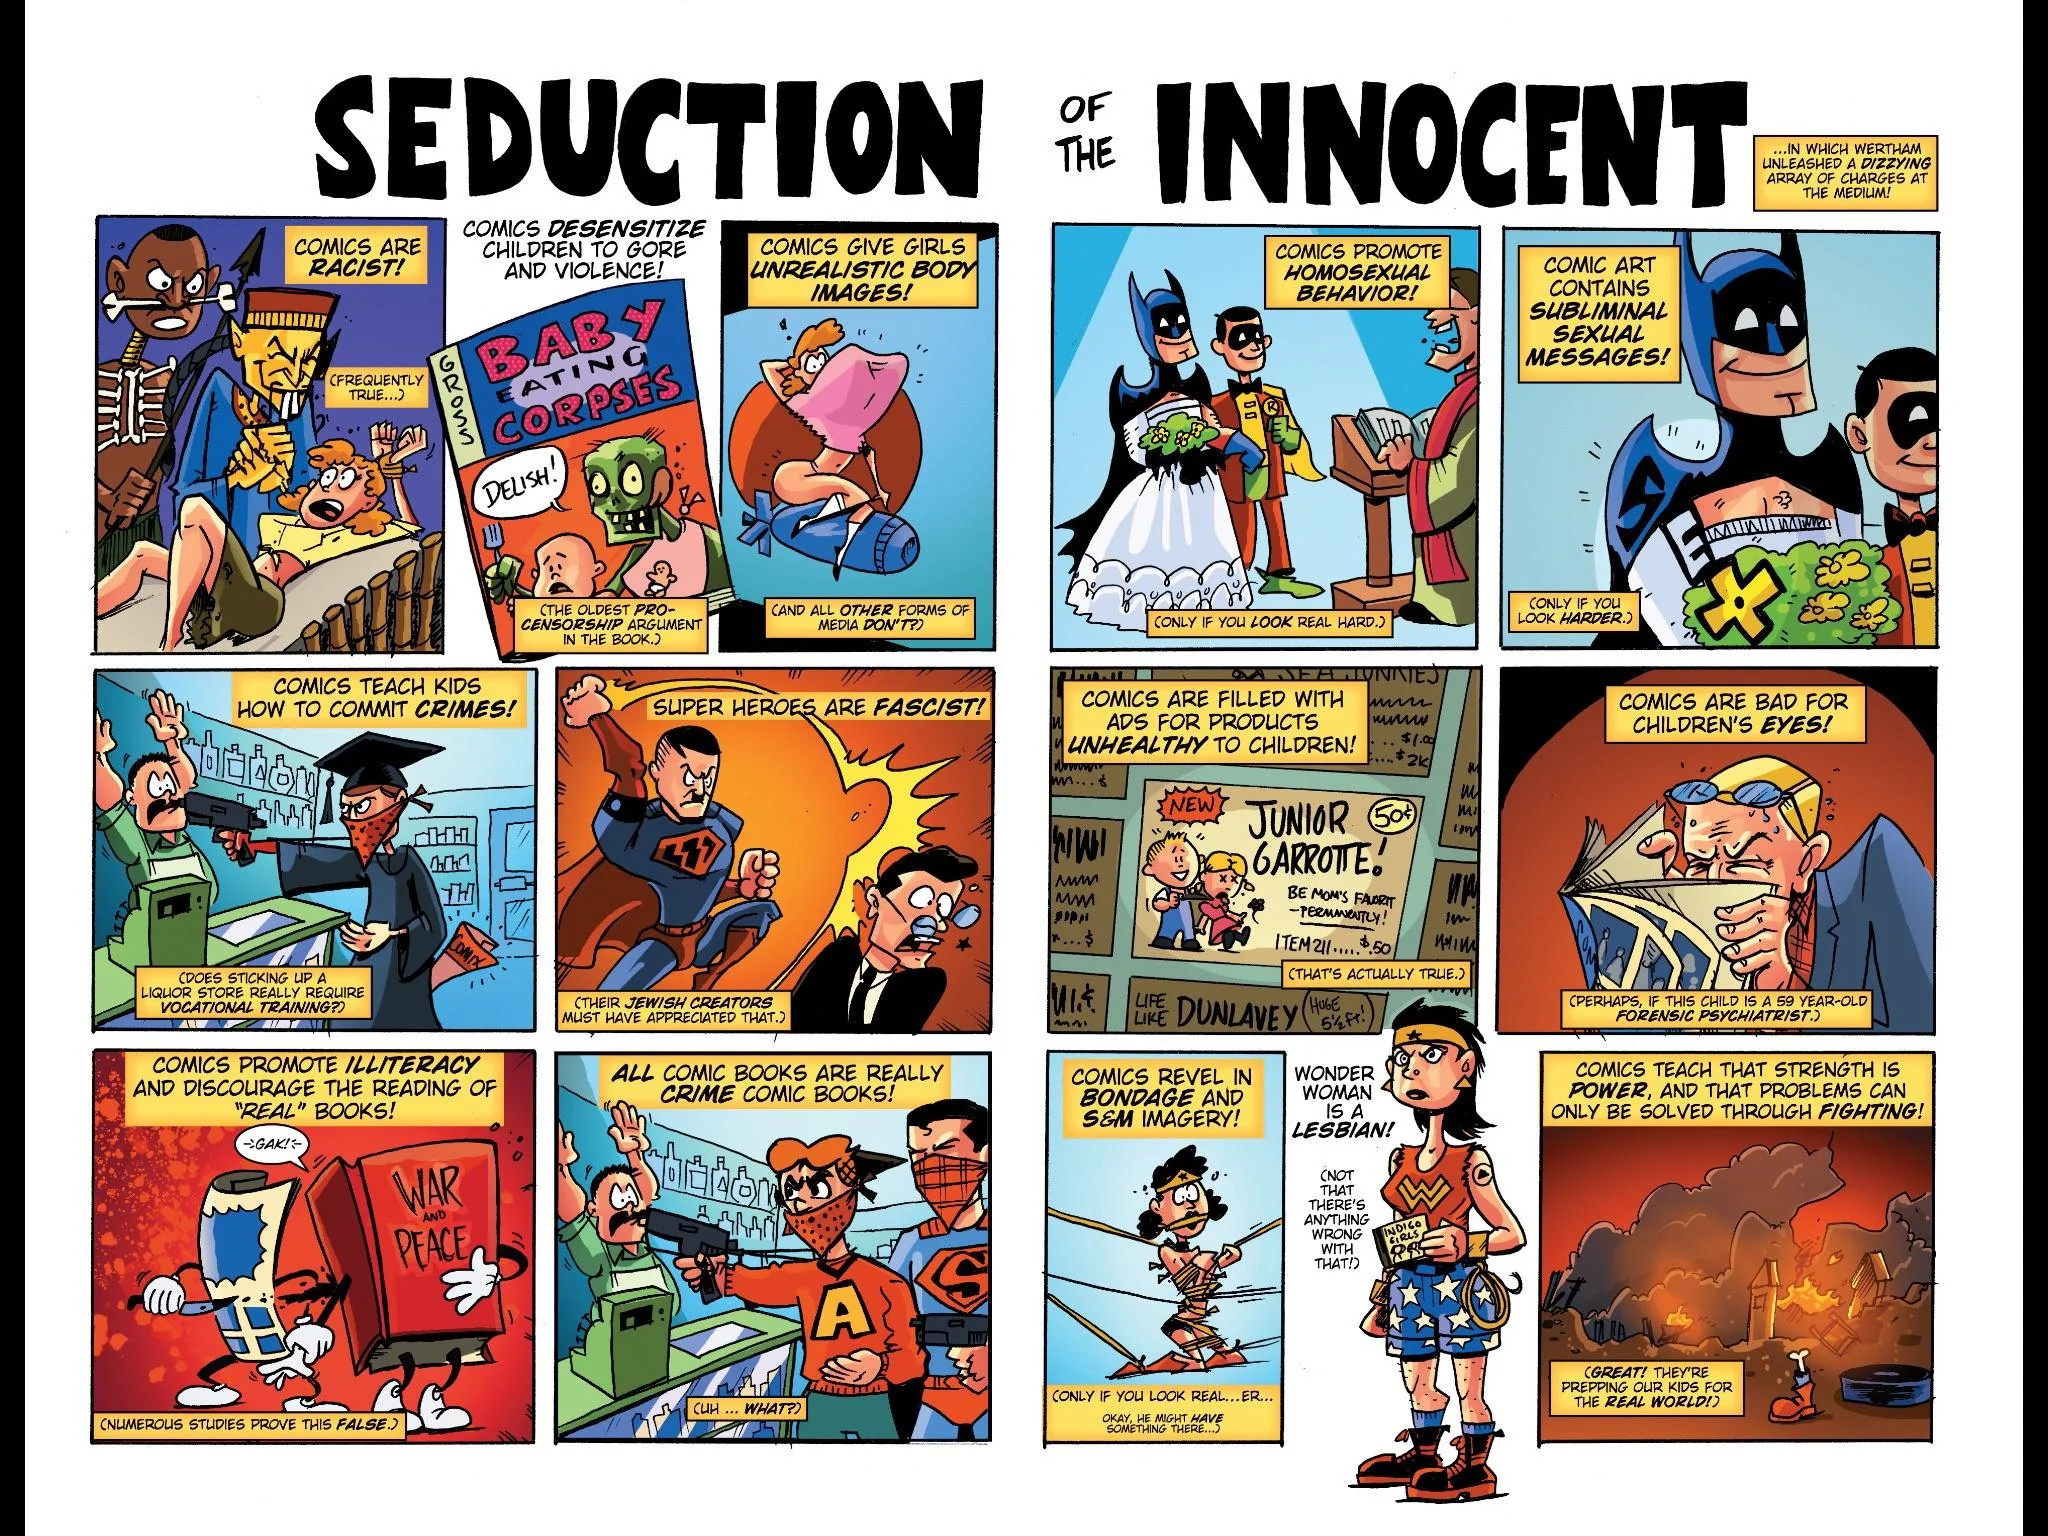 SEDUCTION
OF
THE
INNOCENT
...IN WHICH WERTHAM
UNLEASHED A DIZZYING
ARRAY OF CHARGES AT
THE MEDIUM!
COMICS ARE
RACIST!
(FREQUENTLY
TRUE...)
COMICS DESENSITIZE
CHILDREN TO GORE
AND VIOLENCE!
GROSS
BABY
EATING
CORPSES
DELISH!
(THE OLDEST PRO-
CENSORSHIP ARGUMENT
IN THE BOOK.)
COMICS GIVE GIRLS
UNREALISTIC BODY
IMAGES!
(AND ALL OTHER FORMS OF
MEDIA DON'T?)
COMICS PROMOTE
HOMOSEXUAL
BEHAVIOR!
R
(ONLY IF YOU LOOK REAL HARD.)
COMIC ART
CONTAINS
SUBLIMINAL
SEXUAL
MESSAGES!
(ONLY IF YOU
LOOK HARDER.)
COMICS TEACH KIDS
HOW TO COMMIT CRIMES!
COMIX
(DOES STICKING UP A
LIQUOR STORE REALLY REQUIRE
VOCATIONAL TRAINING?)
SUPER HEROES ARE FASCIST!
(THEIR JEWISH CREATORS
MUST HAVE APPRECIATED THAT.)
COMICS ARE FILLED WITH
ADS FOR PRODUCTS
UNHEALTHY TO CHILDREN!
$1.00
$2K
NEW
JUNIOR
GARROTTE!
50¢
BE MOM'S FAVORIT
-PERMANENTLY!
ITEM 211.....$.50
(THAT'S ACTUALLY TRUE.)
LIFE
LIKE
DUNLAVEY
(HUGE
5½ FT!)
COMICS ARE BAD FOR
CHILDREN'S EYES!
(PERHAPS, IF THIS CHILD IS A 59 YEAR-OLD
FORENSIC PSYCHIATRIST.)
COMICS PROMOTE ILLITERACY
AND DISCOURAGE THE READING OF
"REAL" BOOKS!
GAK!
WAR
AND
PEACE
(NUMEROUS STUDIES PROVE THIS FALSE.)
ALL COMIC BOOKS ARE REALLY
CRIME COMIC BOOKS!
A
S
(UH ... WHAT?)
COMICS REVEL IN
BONDAGE AND
S&M IMAGERY!
(ONLY IF YOU LOOK REAL...ER...
OKAY, HE MIGHT HAVE
SOMETHING THERE...)
WONDER
WOMAN
IS A
LESBIAN!
(NOT
THAT
THERE'S
ANYTHING
WRONG
WITH
THAT!)
INDIGO
GIRLS
COMICS TEACH THAT STRENGTH IS
POWER, AND THAT PROBLEMS CAN
ONLY BE SOLVED THROUGH FIGHTING!
(GREAT! THEY'RE
PREPPING OUR KIDS FOR
THE REAL WORLD!)